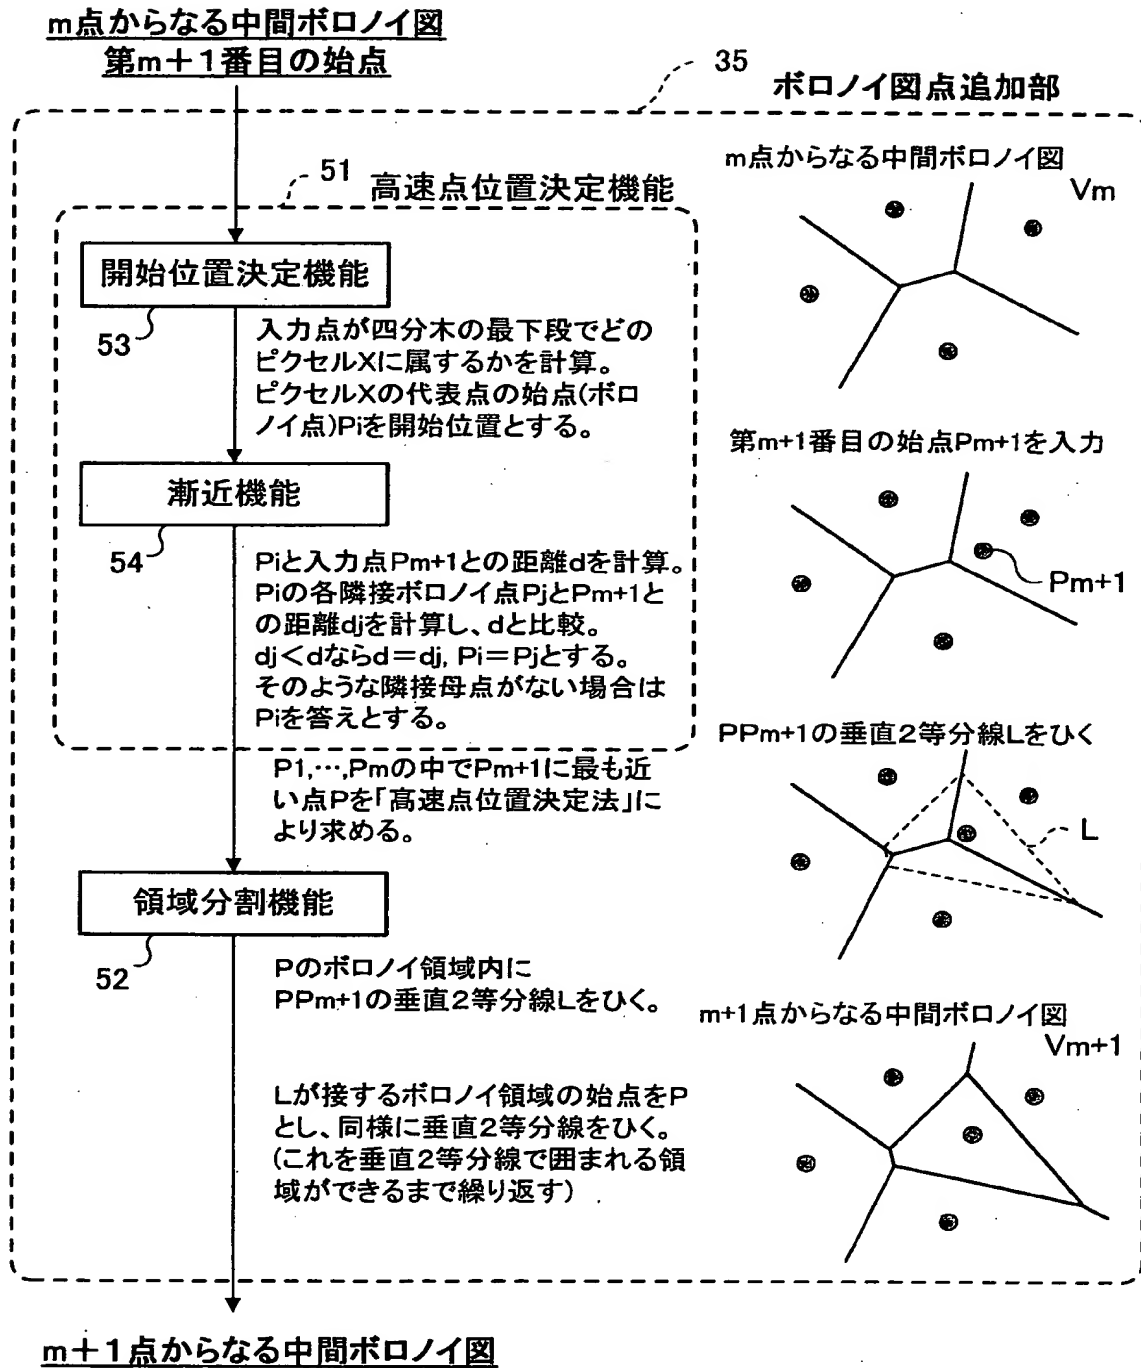 m点からなる中間ボロノイ図
第m+1番目の始点
35
ボロノイ図点追加部
51
高速点位置決定機能
開始位置決定機能
53
入力点が四分木の最下段でどの
ピクセルXに属するかを計算。
ピクセルXの代表点の始点(ボロ
ノイ点)Piを開始位置とする。
漸近機能
54
Piと入力点Pm+1との距離dを計算。
Piの各隣接ボロノイ点PjとPm+1と
の距離djを計算し、dと比較。
dj<dならd=dj, Pi=Pjとする。
そのような隣接母点がない場合は
Piを答えとする。
P1,…,Pmの中でPm+1に最も近
い点Pを「高速点位置決定法」に
より求める。
領域分割機能
52
Pのボロノイ領域内に
PPm+1の垂直2等分線Lをひく。
Lが接するボロノイ領域の始点をP
とし、同様に垂直2等分線をひく。
(これを垂直2等分線で囲まれる領
域ができるまで繰り返す)
m点からなる中間ボロノイ図
Vm
第m+1番目の始点Pm+1を入力
Pm+1
PPm+1の垂直2等分線Lをひく
L
m+1点からなる中間ボロノイ図
Vm+1
m+1点からなる中間ボロノイ図